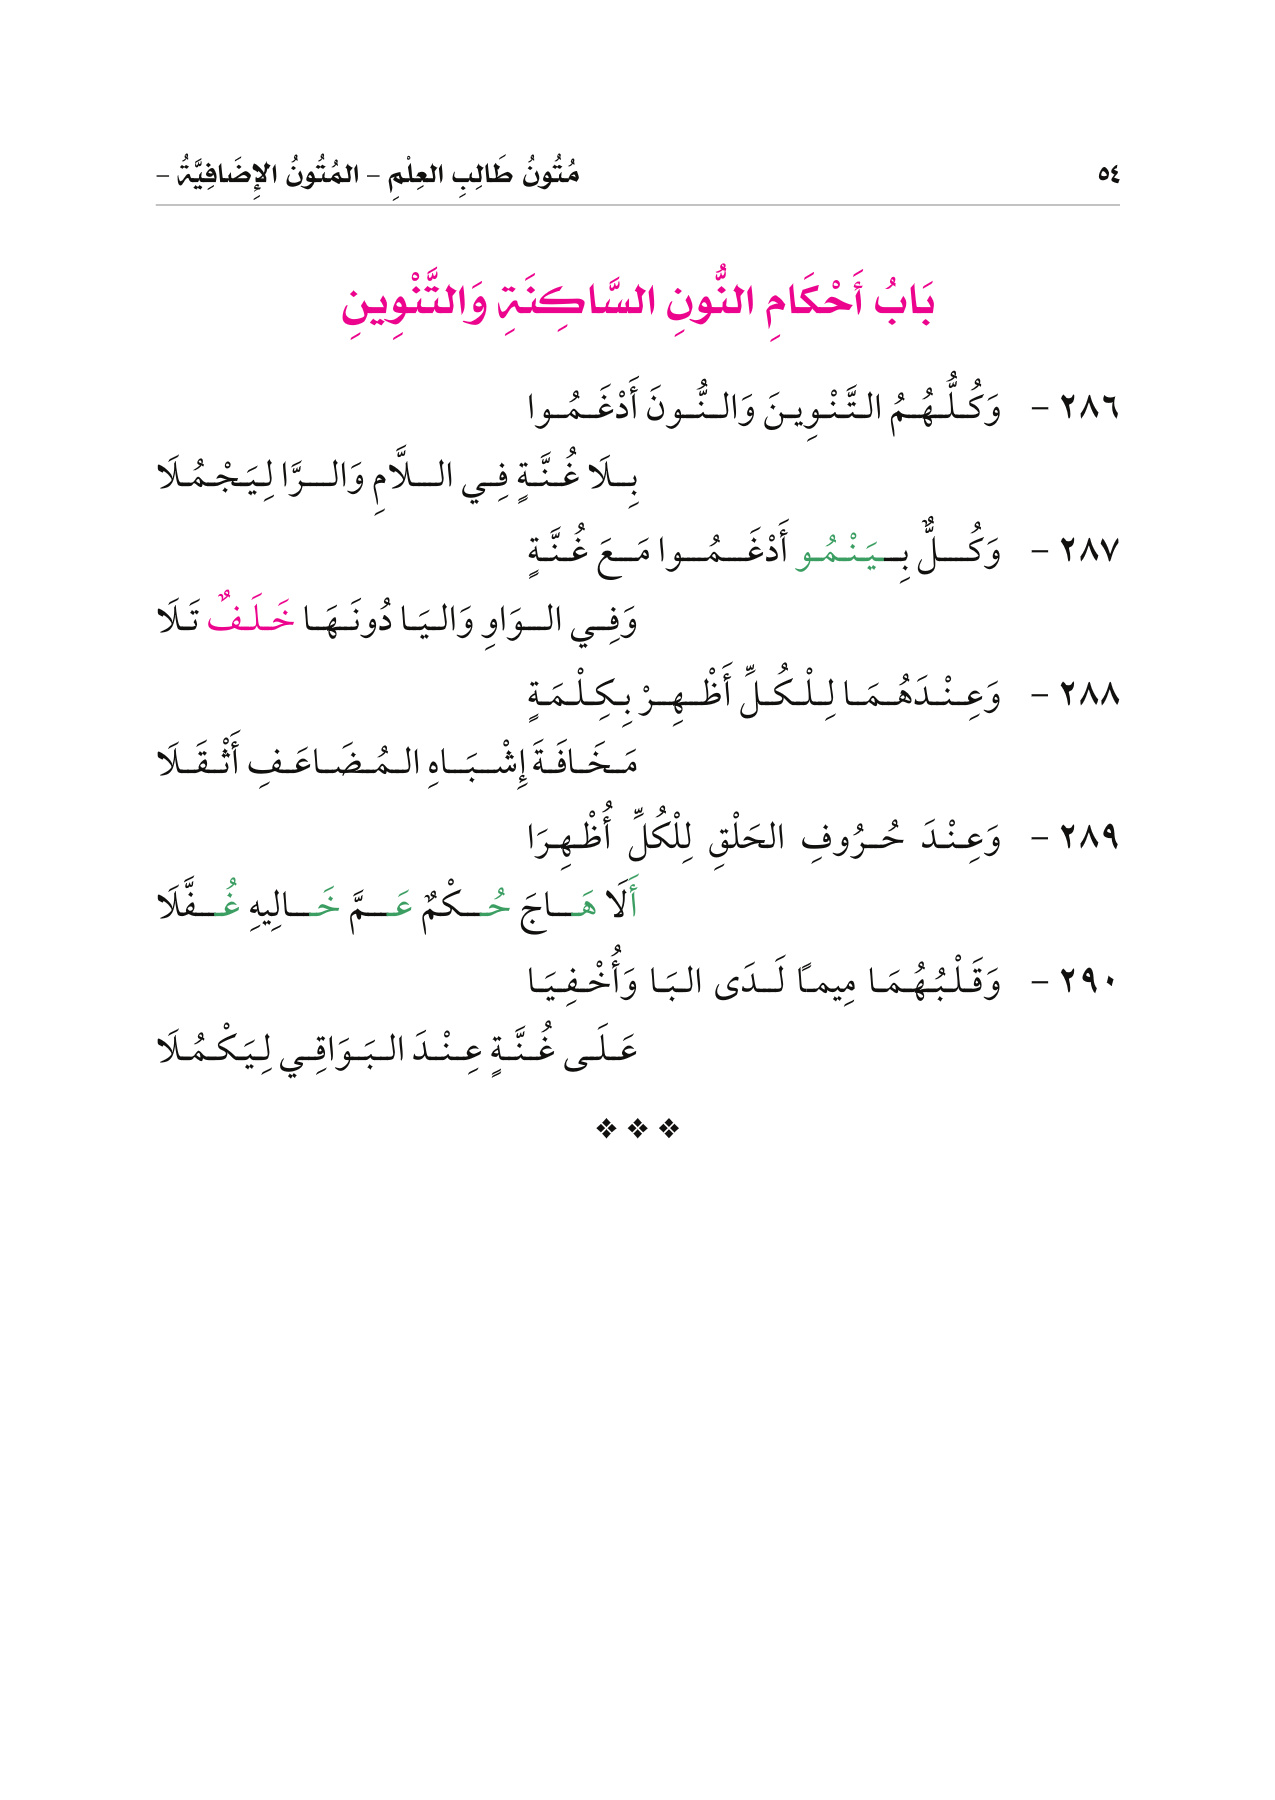 ٥٤ مُتُونُ طَالِبِ العِلْمِ – المُتُونُ الإِضَافِيَّةُ –
بَابُ أَحْكَامِ النُّونِ السَّاكِنَةِ وَالتَّنْوِينِ
٢٨٦ – وَكُلُّهُمُ التَّنْوِينَ وَالنُّونَ أَدْغَمُوا
بِلَا غُنَّةٍ فِي اللَّامِ وَالرَّا لِيَجْمُلَا
٢٨٧ – وَكُلٌّ بِيَنْمُو أَدْغَمُوا مَعَ غُنَّةٍ
وَفِي الوَاوِ وَاليَا دُونَهَا خَلَفٌ تَلَا
٢٨٨ – وَعِنْدَهُمَا لِلْكُلِّ أَظْهِرْ بِكِلْمَةٍ
مَخَافَةَ إِشْبَاهِ المُضَاعَفِ أَثْقَلَا
٢٨٩ – وَعِنْدَ حُرُوفِ الحَلْقِ لِلْكُلِّ أُظْهِرَا
أَلَا هَاجَ حُكْمٌ عَمَّ خَالِيهِ غُفَّلَا
٢٩٠ – وَقَلْبُهُمَا مِيمًا لَدَى البَا وَأُخْفِيَا
عَلَى غُنَّةٍ عِنْدَ البَوَاقِي لِيَكْمُلَا
❖ ❖ ❖